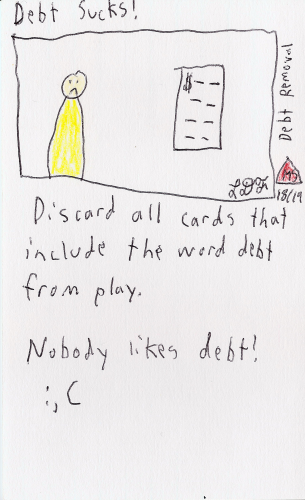 Debt Sucks!
Debt Removal
$
LDZ
18/19
Discard all cards that
include the word debt
from play.
Nobody likes debt!
:,C